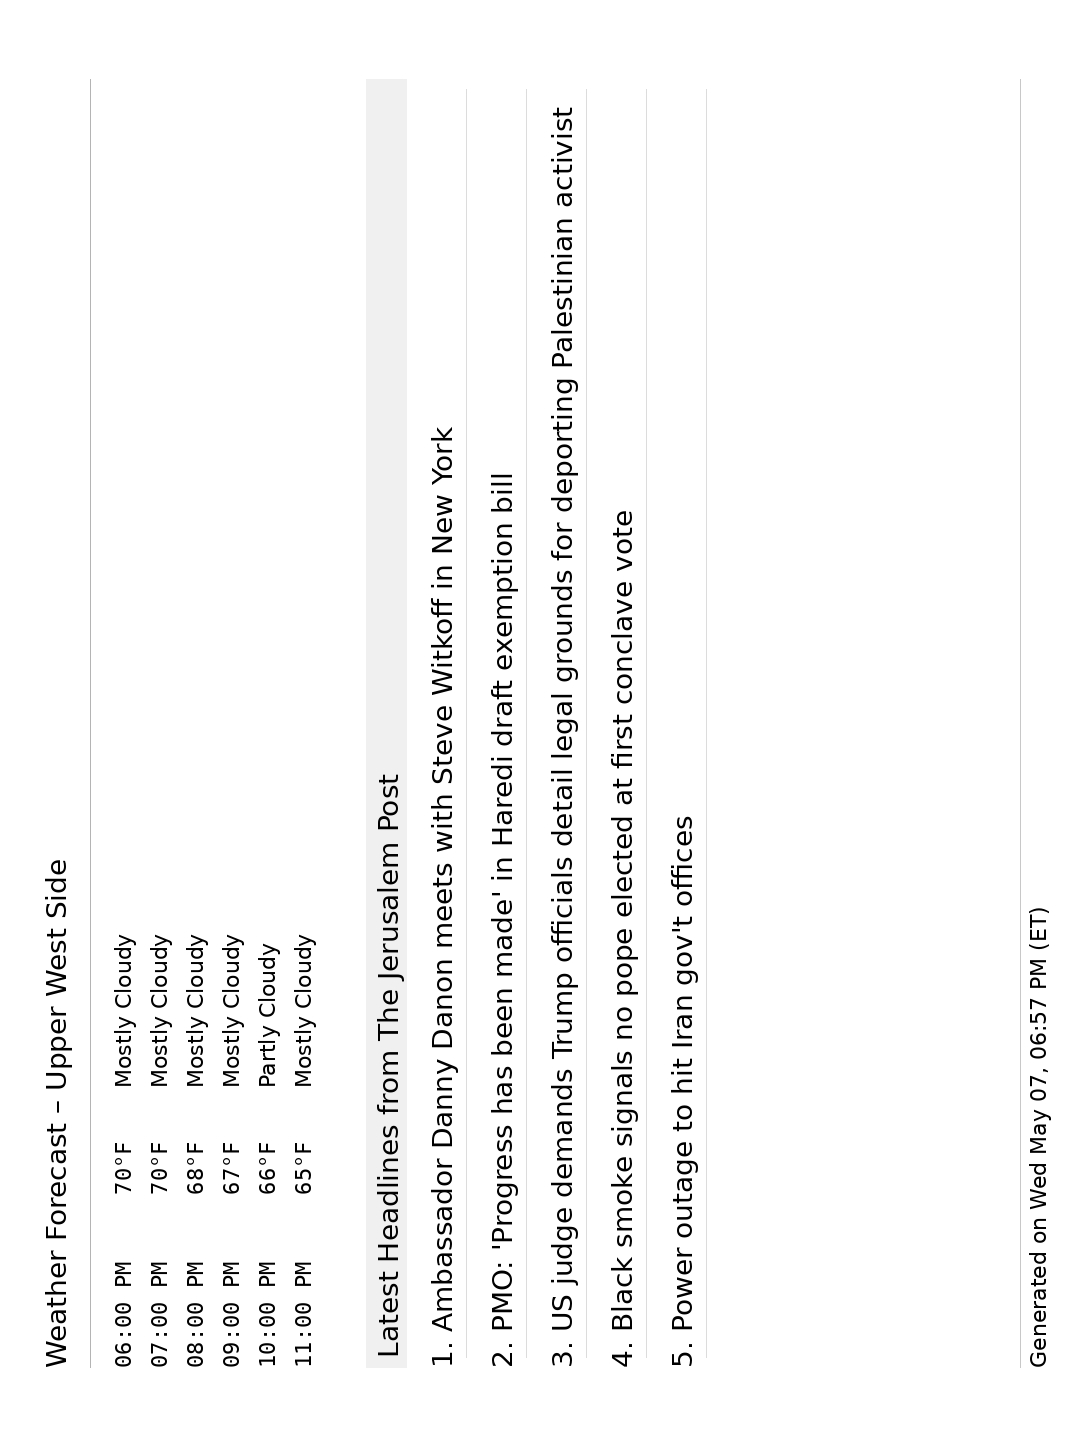 Weather Forecast – Upper West Side
06:00 PM 70°F Mostly Cloudy
07:00 PM 70°F Mostly Cloudy
08:00 PM 68°F Mostly Cloudy
09:00 PM 67°F Mostly Cloudy
10:00 PM 66°F Partly Cloudy
11:00 PM 65°F Mostly Cloudy
Latest Headlines from The Jerusalem Post
1. Ambassador Danny Danon meets with Steve Witkoff in New York
2. PMO: 'Progress has been made' in Haredi draft exemption bill
3. US judge demands Trump officials detail legal grounds for deporting Palestinian activist
4. Black smoke signals no pope elected at first conclave vote
5. Power outage to hit Iran gov't offices
Generated on Wed May 07, 06:57 PM (ET)